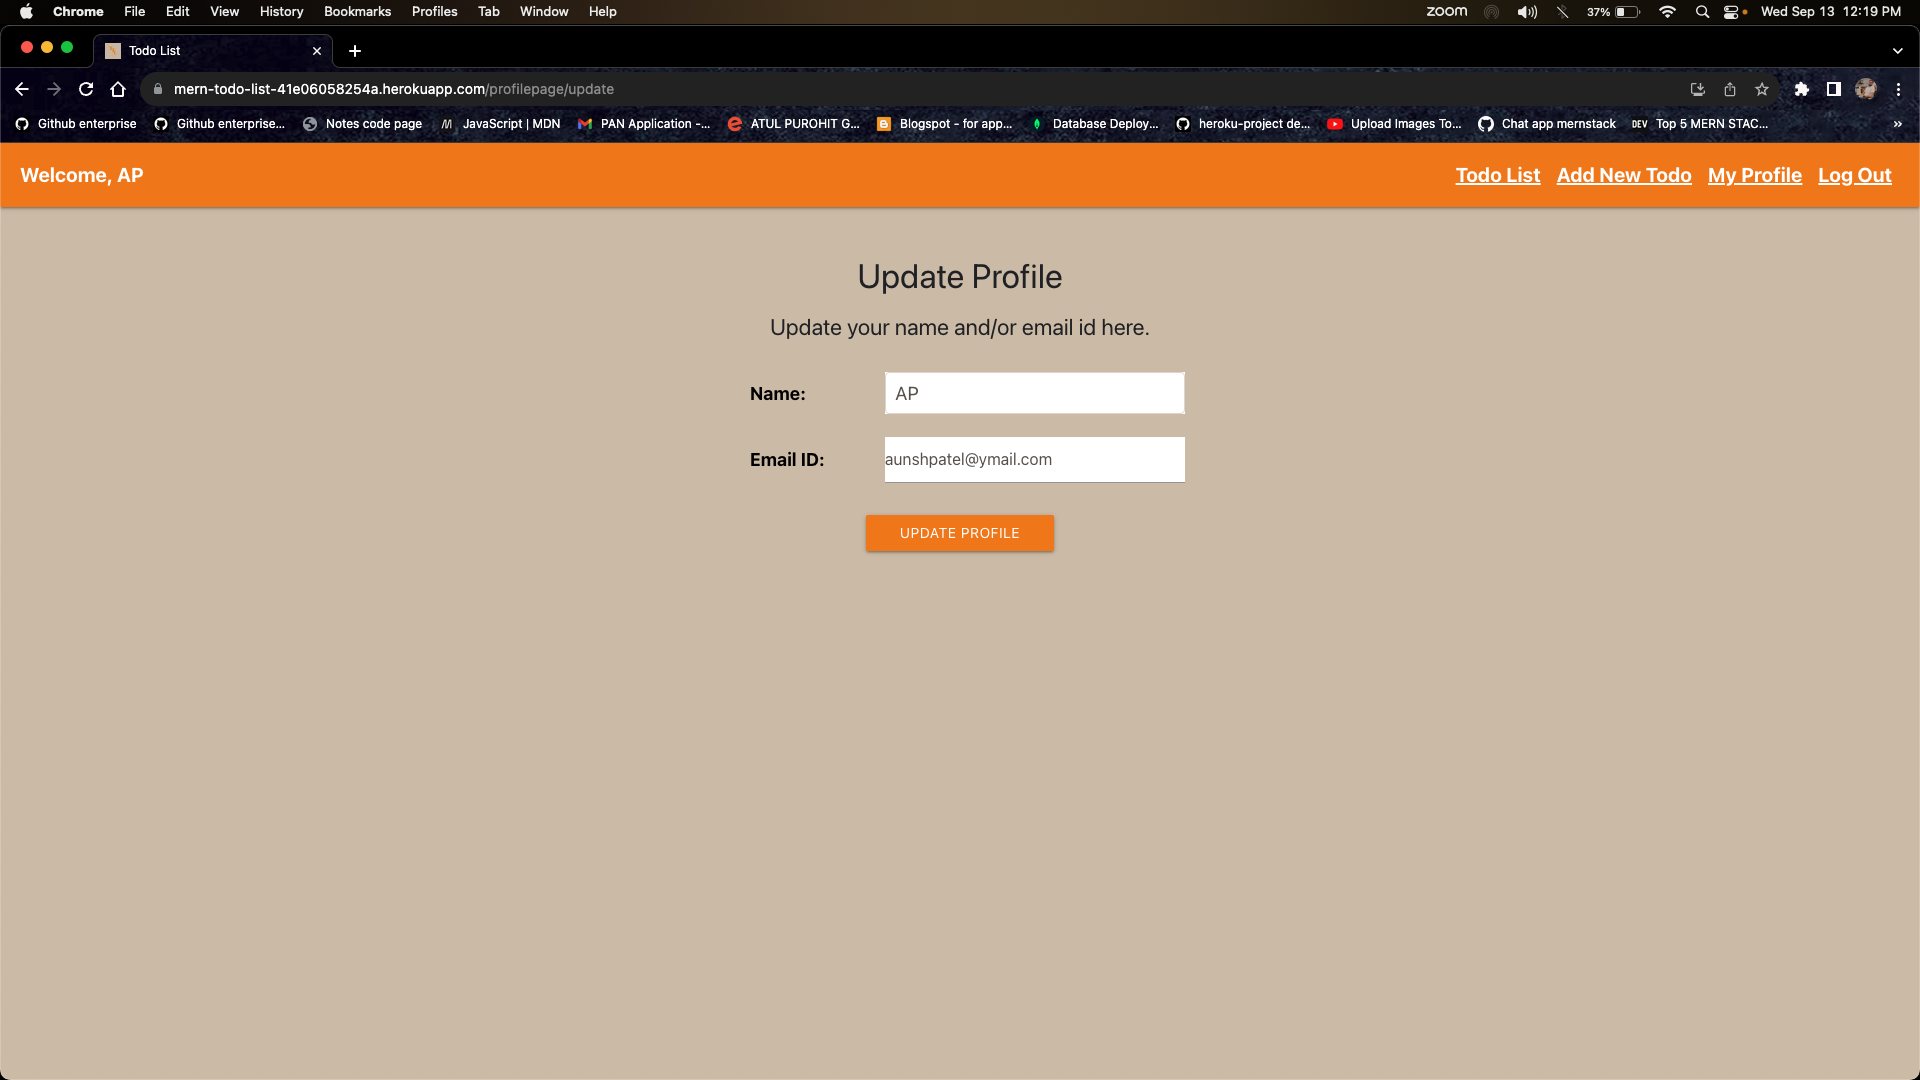 Chrome File Edit View History Bookmarks Profiles Tab Window Help zoom 37% Wed Sep 13 12:19 PM
Todo List
mern-todo-list-41e06058254a.herokuapp.com/profilepage/update
Github enterprise Github enterprise... Notes code page JavaScript | MDN PAN Application -... ATUL PUROHIT G... Blogspot - for app... Database Deploy... heroku-project de... Upload Images To... Chat app mernstack DEV Top 5 MERN STAC... »
Welcome, AP Todo List Add New Todo My Profile Log Out
Update Profile
Update your name and/or email id here.
Name: AP
Email ID: aunshpatel@ymail.com
UPDATE PROFILE